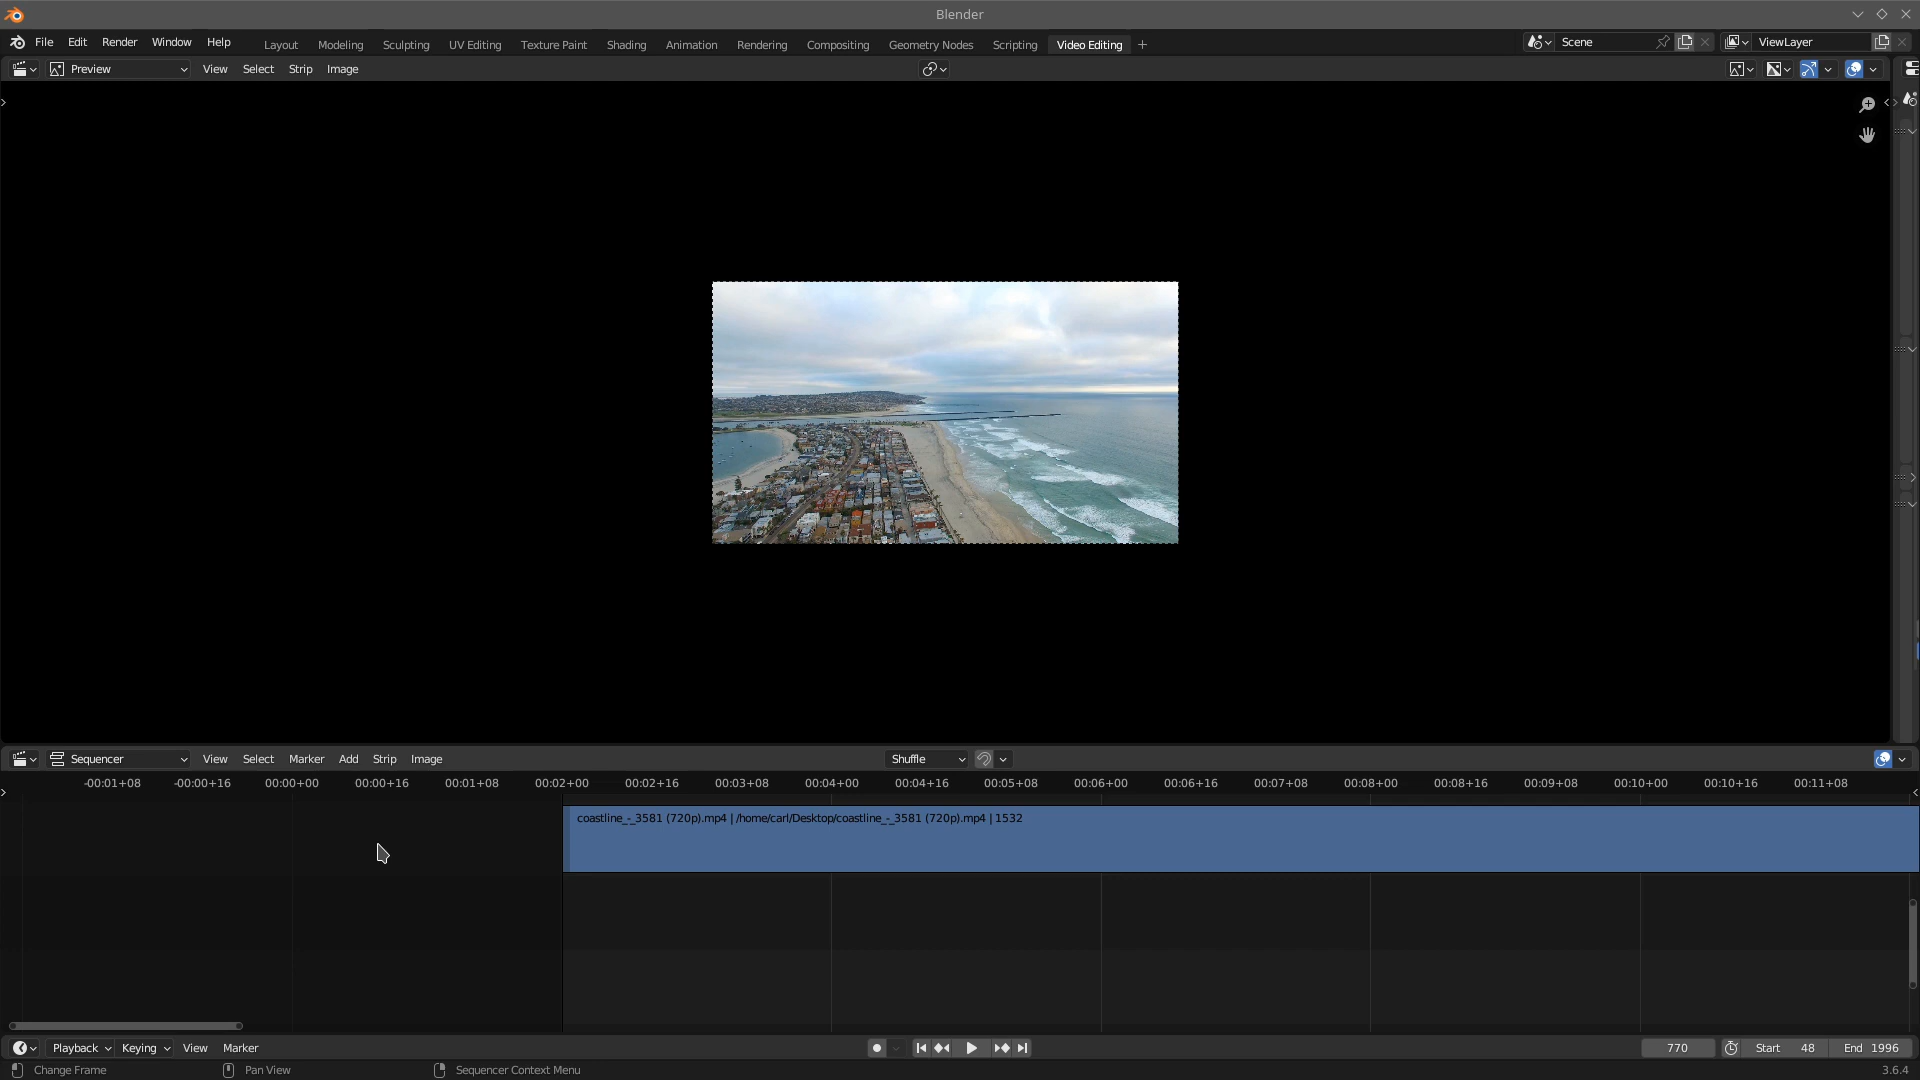 Blender
File Edit Render Window Help Layout Modeling Sculpting UV Editing Texture Paint Shading Animation Rendering Compositing Geometry Nodes Scripting Video Editing + Scene ViewLayer
Preview View Select Strip Image
Sequencer View Select Marker Add Strip Image Shuffle
-00:01+08 -00:00+16 00:00+00 00:00+16 00:01+08 00:02+00 00:02+16 00:03+08 00:04+00 00:04+16 00:05+08 00:06+00 00:06+16 00:07+08 00:08+00 00:08+16 00:09+08 00:10+00 00:10+16 00:11+08
coastline_-_3581 (720p).mp4 | /home/carl/Desktop/coastline_-_3581 (720p).mp4 | 1532
Playback Keying View Marker 770 Start 48 End 1996
Change Frame Pan View Sequencer Context Menu 3.6.4